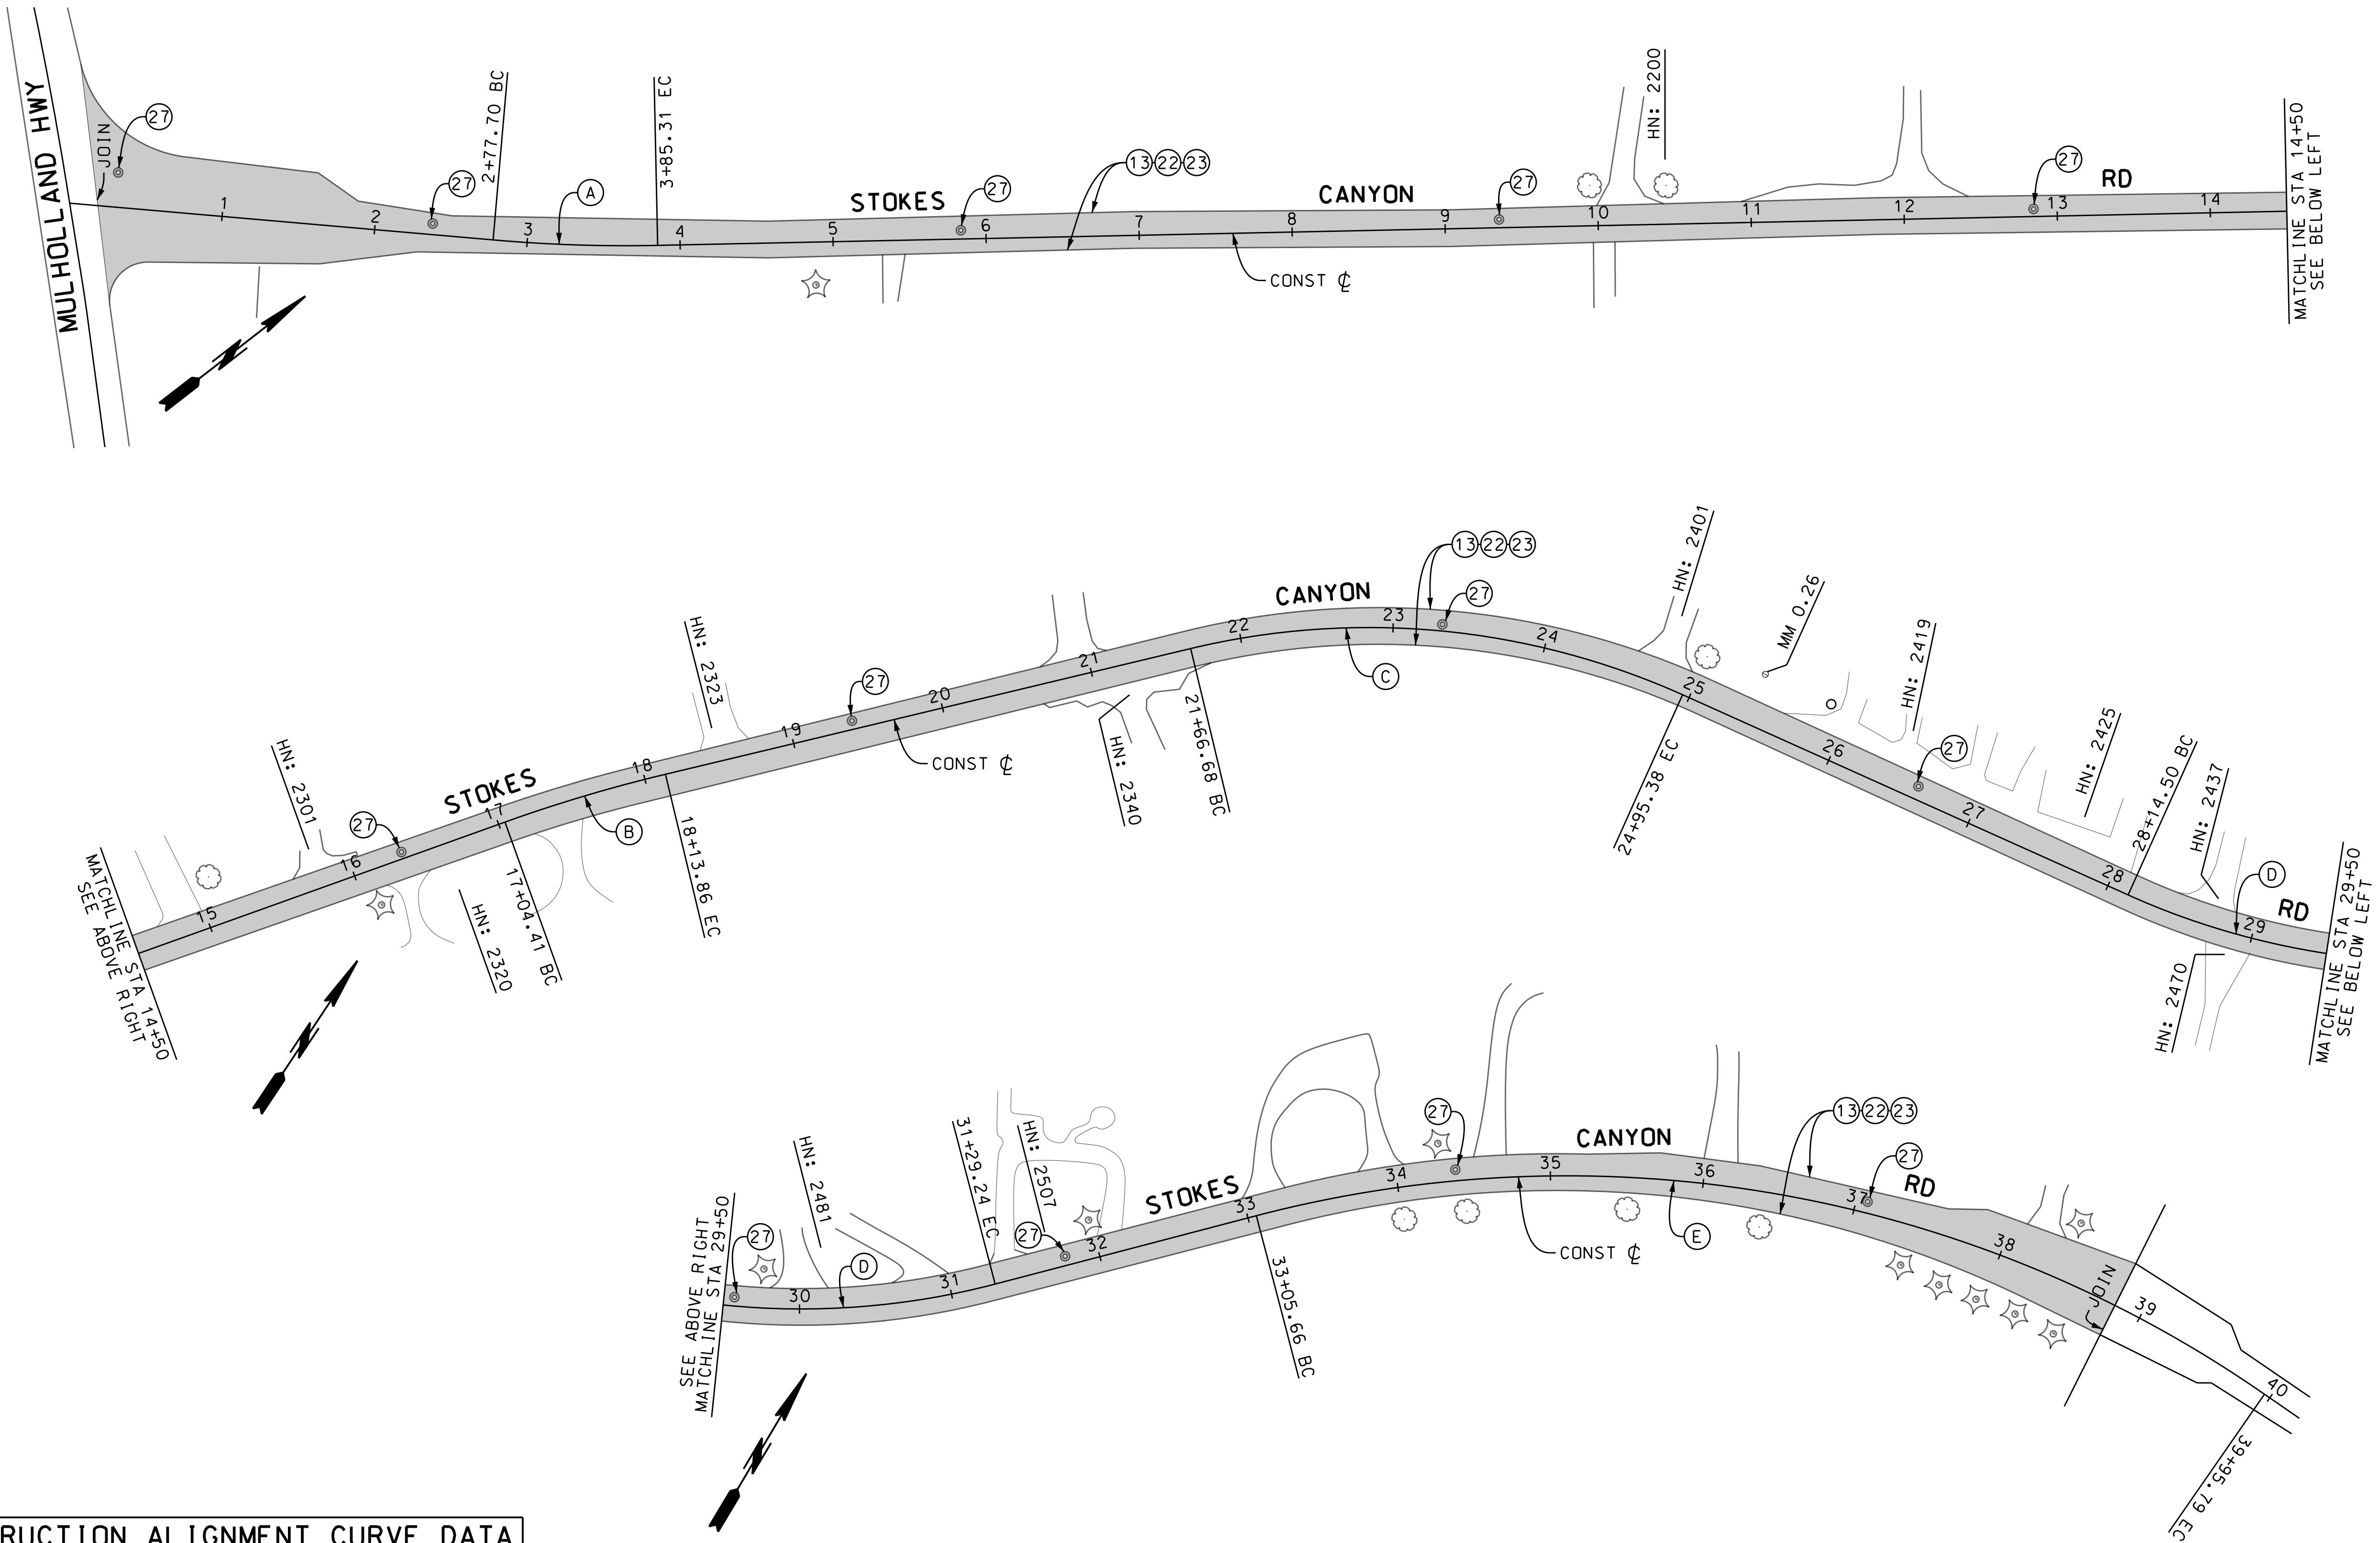 MULHOLLAND HWY
JOIN
27
1
2
27
2+77.70 BC
3
A
3+85.31 EC
4
STOKES
5
27
6
13 22 23
7
CONST ℄
8
CANYON
9
27
10
HN: 2200
11
12
27
13
RD
14
MATCHLINE STA 14+50
SEE BELOW LEFT
MATCHLINE STA 14+50
SEE ABOVE RIGHT
15
HN: 2301
16
27
STOKES
17
HN: 2320
17+04.41 BC
B
18
18+13.86 EC
HN: 2323
19
27
20
CONST ℄
21
HN: 2340
21+66.68 BC
22
CANYON
23
C
13 22 23
27
24
24+95.38 EC
HN: 2401
25
MM 0.26
26
HN: 2419
27
27
HN: 2425
28
28+14.50 BC
HN: 2437
D
29
RD
HN: 2470
MATCHLINE STA 29+50
SEE BELOW LEFT
SEE ABOVE RIGHT
MATCHLINE STA 29+50
27
30
HN: 2481
D
31
31+29.24 EC
HN: 2507
27
32
STOKES
33
33+05.66 BC
34
27
35
CANYON
CONST ℄
36
E
13 22 23
37
27
RD
38
JOIN
39
40
39+95.79 EC
RUCTION ALIGNMENT CURVE DATA